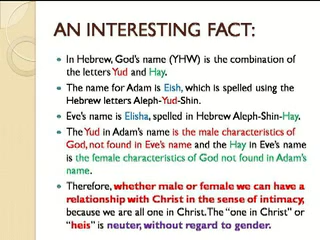 AN INTERESTING FACT:
In Hebrew, God's name (YHW) is the combination
of the letters Yud and Hay.
The name for Adam is Eish, which is spelled using the
Hebrew letters Aleph-Yud-Shin.
Eve's name is Elisha, spelled in Hebrew Aleph-Shin-Hay.
The Yud in Adam's name is the male characteristics of
God, not found in Eve's name and the Hay in Eve's name
is the female characteristics of God not found in Adam's
name.
Therefore, whether male or female we can have a
relationship with Christ in the sense of intimacy,
because we are all one in Christ. The "one in Christ" or
"heis" is neuter, without regard to gender.